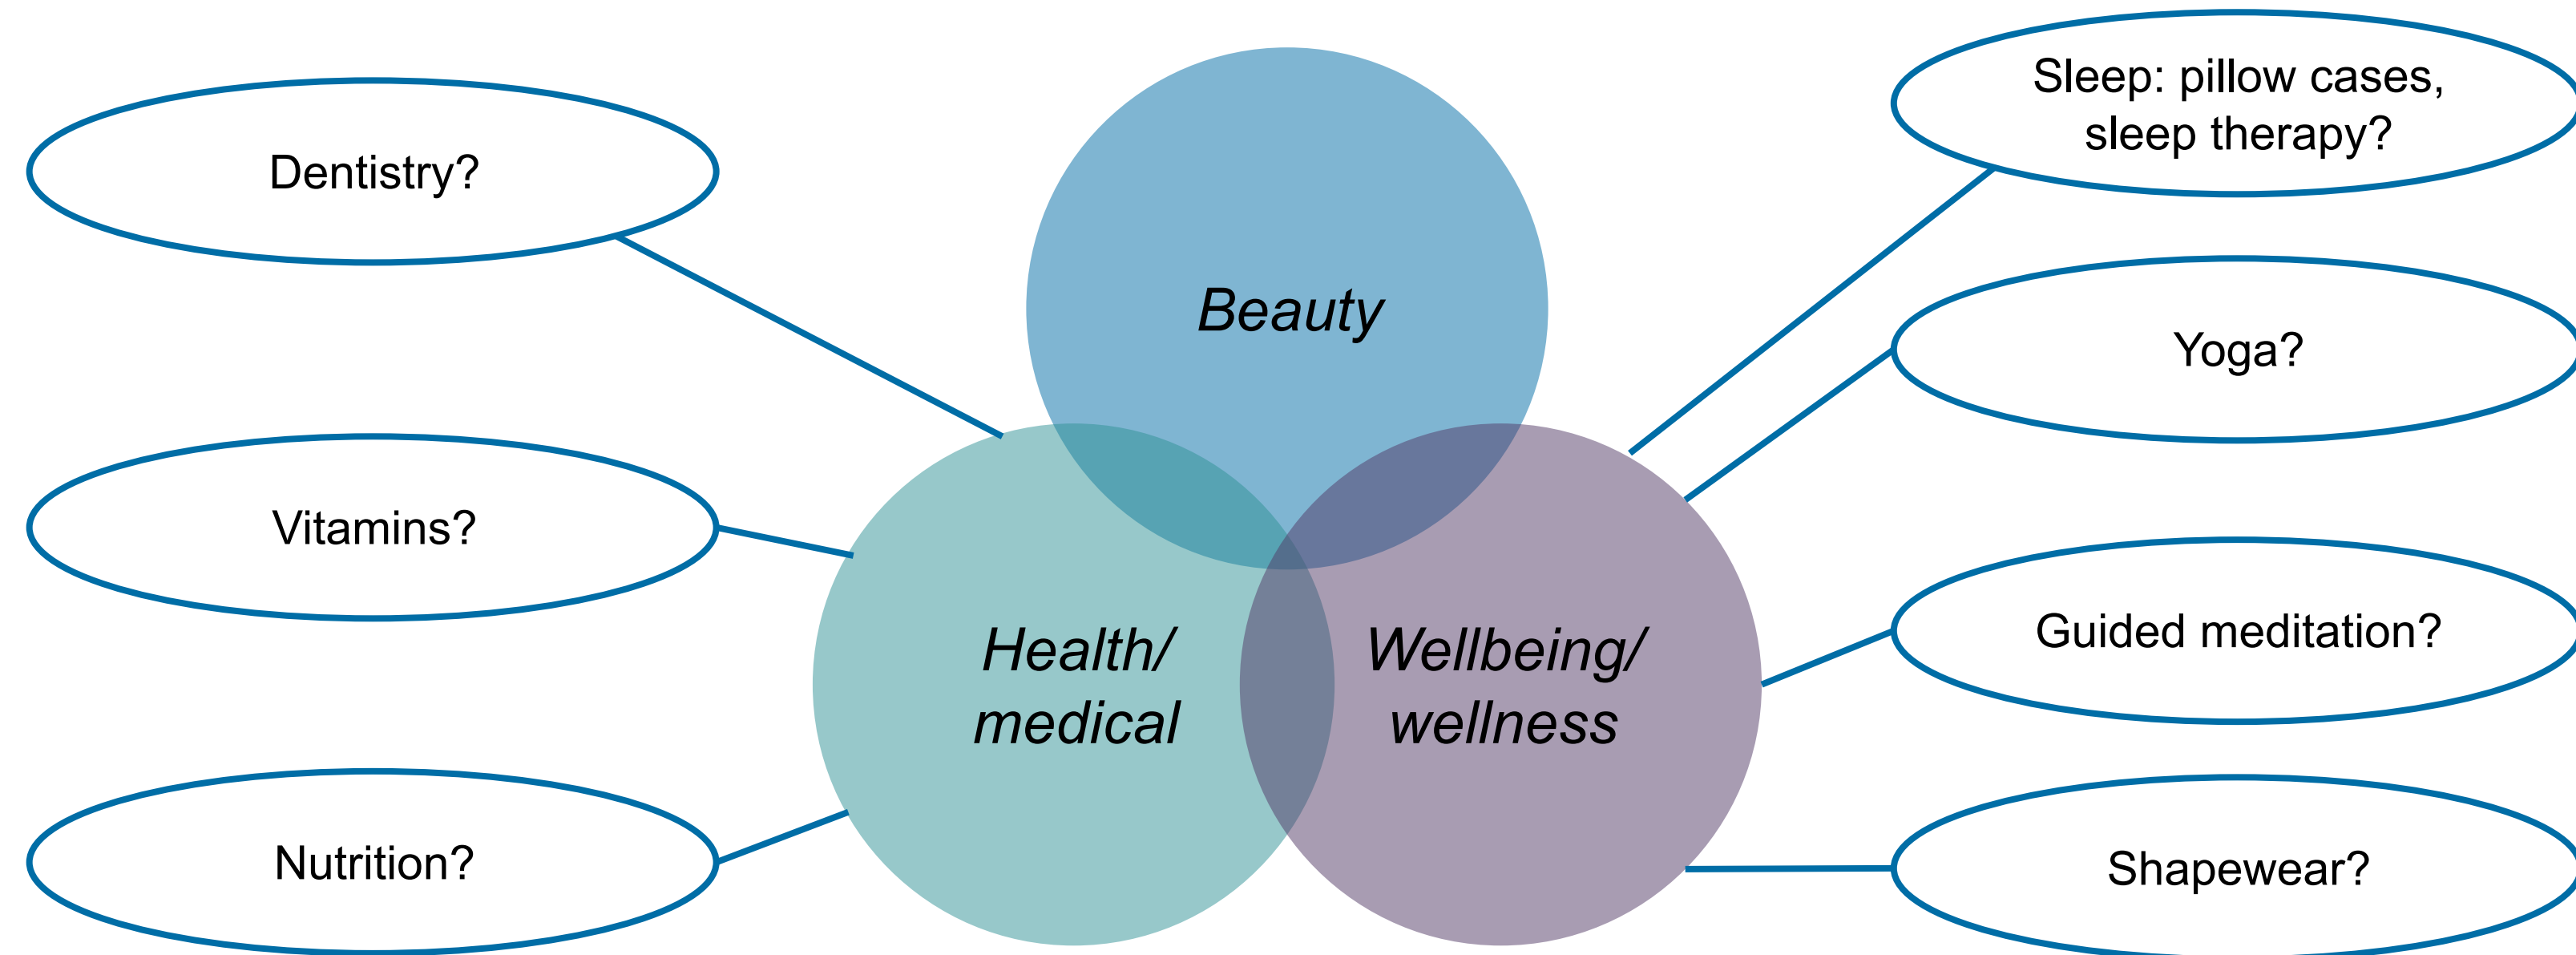 Dentistry?
Vitamins?
Nutrition?
Beauty
Health/
medical
Wellbeing/
wellness
Sleep: pillow cases,
sleep therapy?
Yoga?
Guided meditation?
Shapewear?